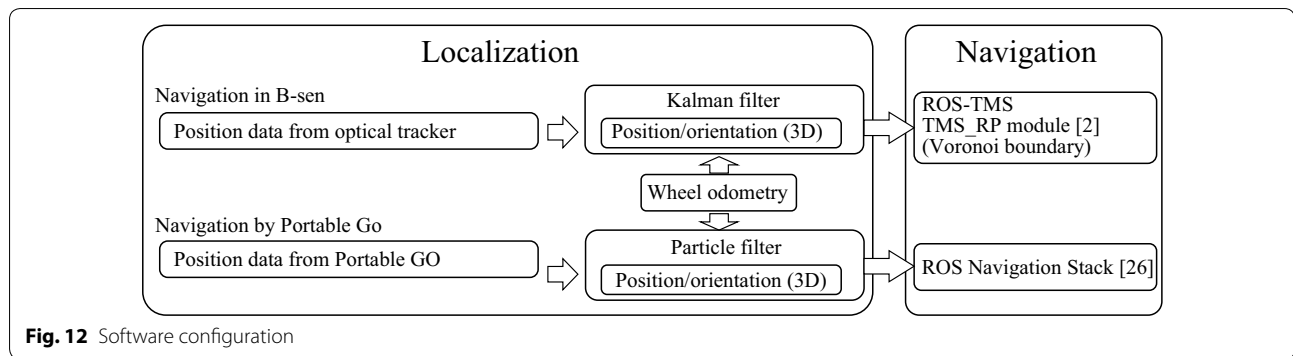 Localization
Navigation
Navigation in B-sen
Position data from optical tracker
Kalman filter
Position/orientation (3D)
ROS-TMS
TMS_RP module [2]
(Voronoi boundary)
Wheel odometry
Navigation by Portable Go
Position data from Portable GO
Particle filter
Position/orientation (3D)
ROS Navigation Stack [26]
Fig. 12 Software configuration